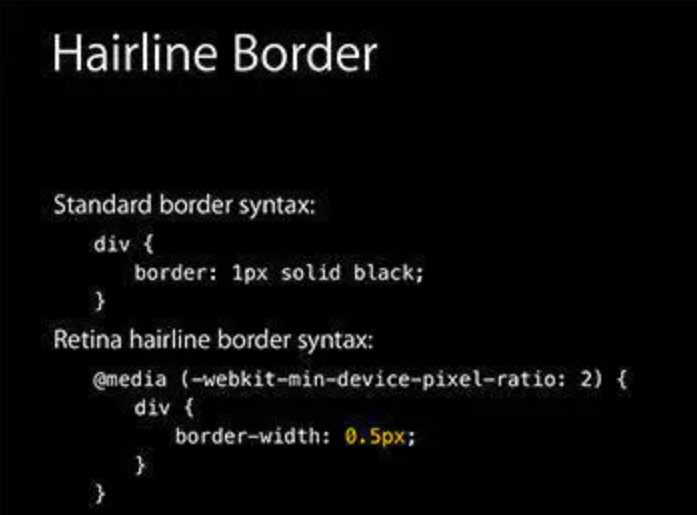 Hairline Border
Standard border syntax:
div {
border: 1px solid black;
}
Retina hairline border syntax:
@media (-webkit-min-device-pixel-ratio: 2) {
div {
border-width: 0.5px;
}
}